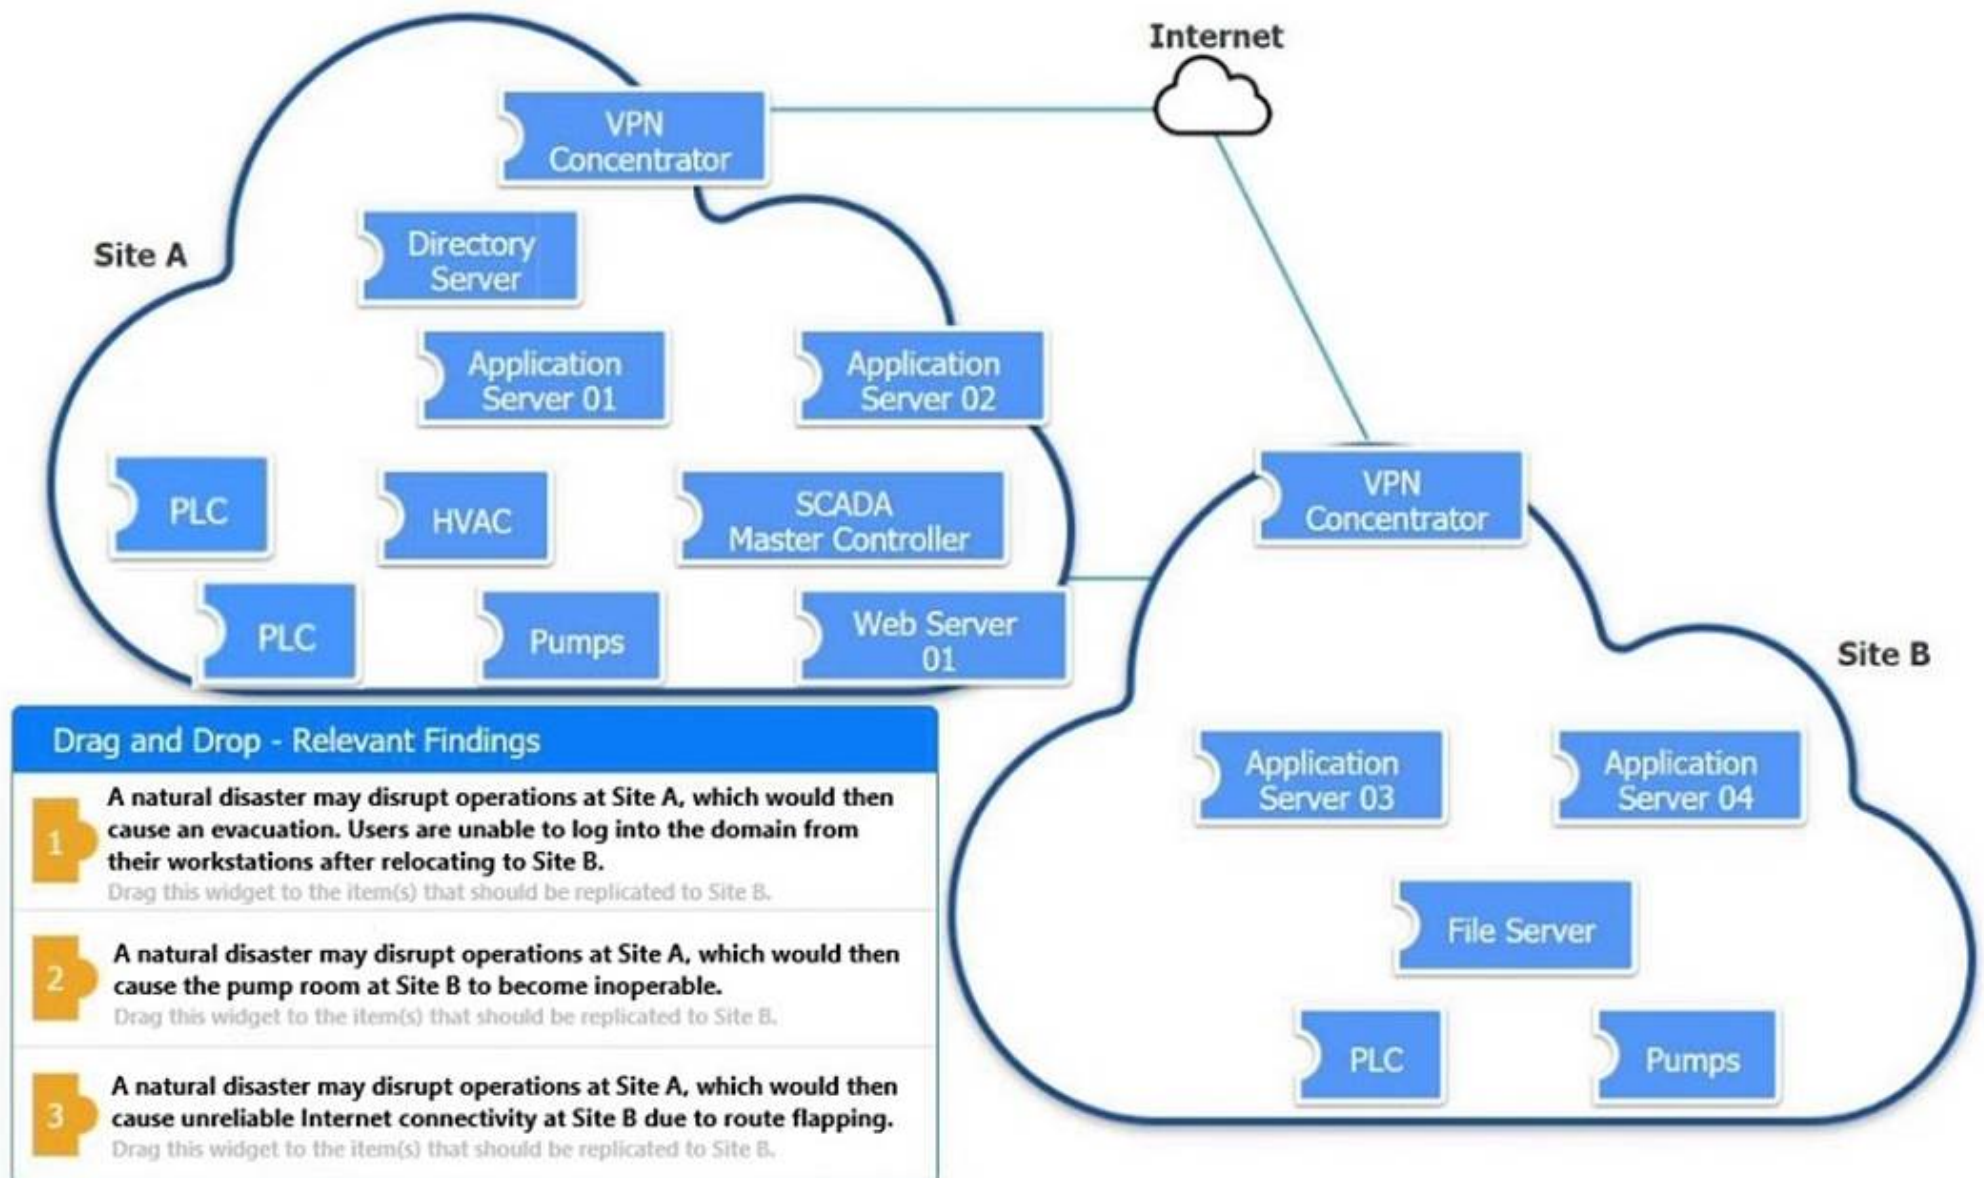 Internet
VPN
Concentrator
Site A
Directory
Server
Application
Server 01
Application
Server 02
PLC
HVAC
SCADA
Master Controller
PLC
Pumps
Web Server
01
VPN
Concentrator
Site B
Application
Server 03
Application
Server 04
File Server
PLC
Pumps
Drag and Drop - Relevant Findings
1
A natural disaster may disrupt operations at Site A, which would then
cause an evacuation. Users are unable to log into the domain from
their workstations after relocating to Site B.
Drag this widget to the item(s) that should be replicated to Site B.
2
A natural disaster may disrupt operations at Site A, which would then
cause the pump room at Site B to become inoperable.
Drag this widget to the item(s) that should be replicated to Site B.
3
A natural disaster may disrupt operations at Site A, which would then
cause unreliable Internet connectivity at Site B due to route flapping.
Drag this widget to the item(s) that should be replicated to Site B.